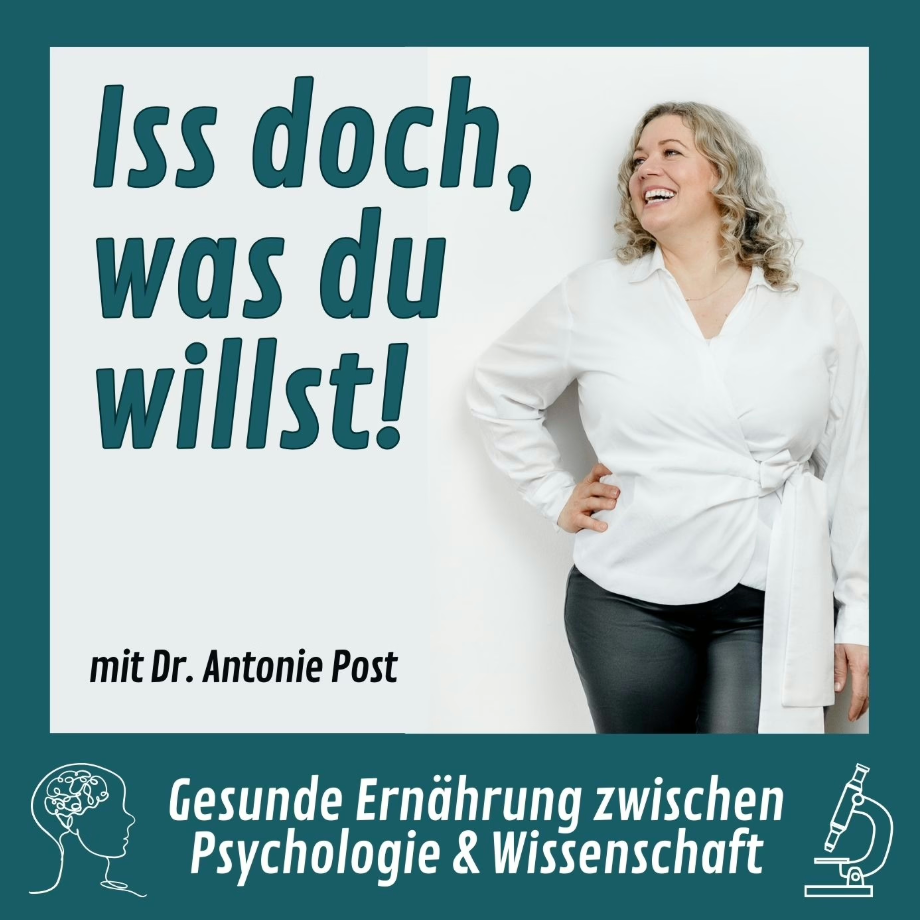 Iss doch,
was du
willst!
mit Dr. Antonie Post
Gesunde Ernährung zwischen
Psychologie & Wissenschaft